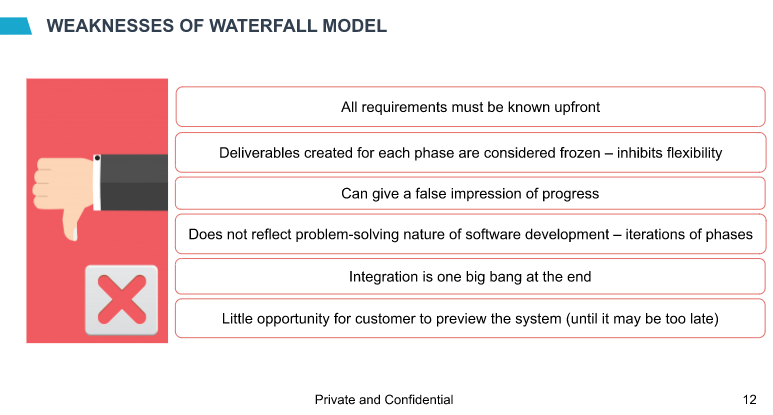 WEAKNESSES OF WATERFALL MODEL
All requirements must be known upfront
Deliverables created for each phase are considered frozen – inhibits flexibility
Can give a false impression of progress
Does not reflect problem-solving nature of software development – iterations of phases
Integration is one big bang at the end
Little opportunity for customer to preview the system (until it may be too late)
Private and Confidential
12